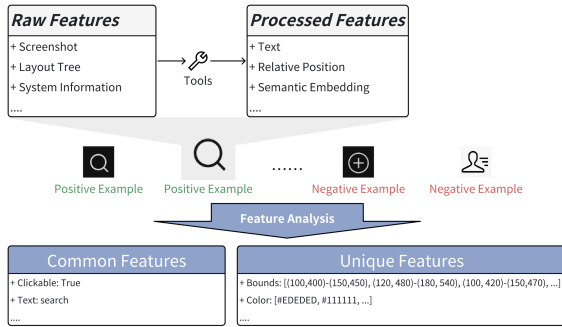 Raw Features
+ Screenshot
+ Layout Tree
+ System Information
....
Tools
Processed Features
+ Text
+ Relative Position
+ Semantic Embedding
....
......
Positive Example
Positive Example
Negative Example
Negative Example
Feature Analysis
Common Features
+ Clickable: True
+ Text: search
....
Unique Features
+ Bounds: [(100,400)-(150,450), (120, 480)-(180, 540), (100, 420)-(150,470), ...]
+ Color: [#EDEDED, #111111, ...]
....